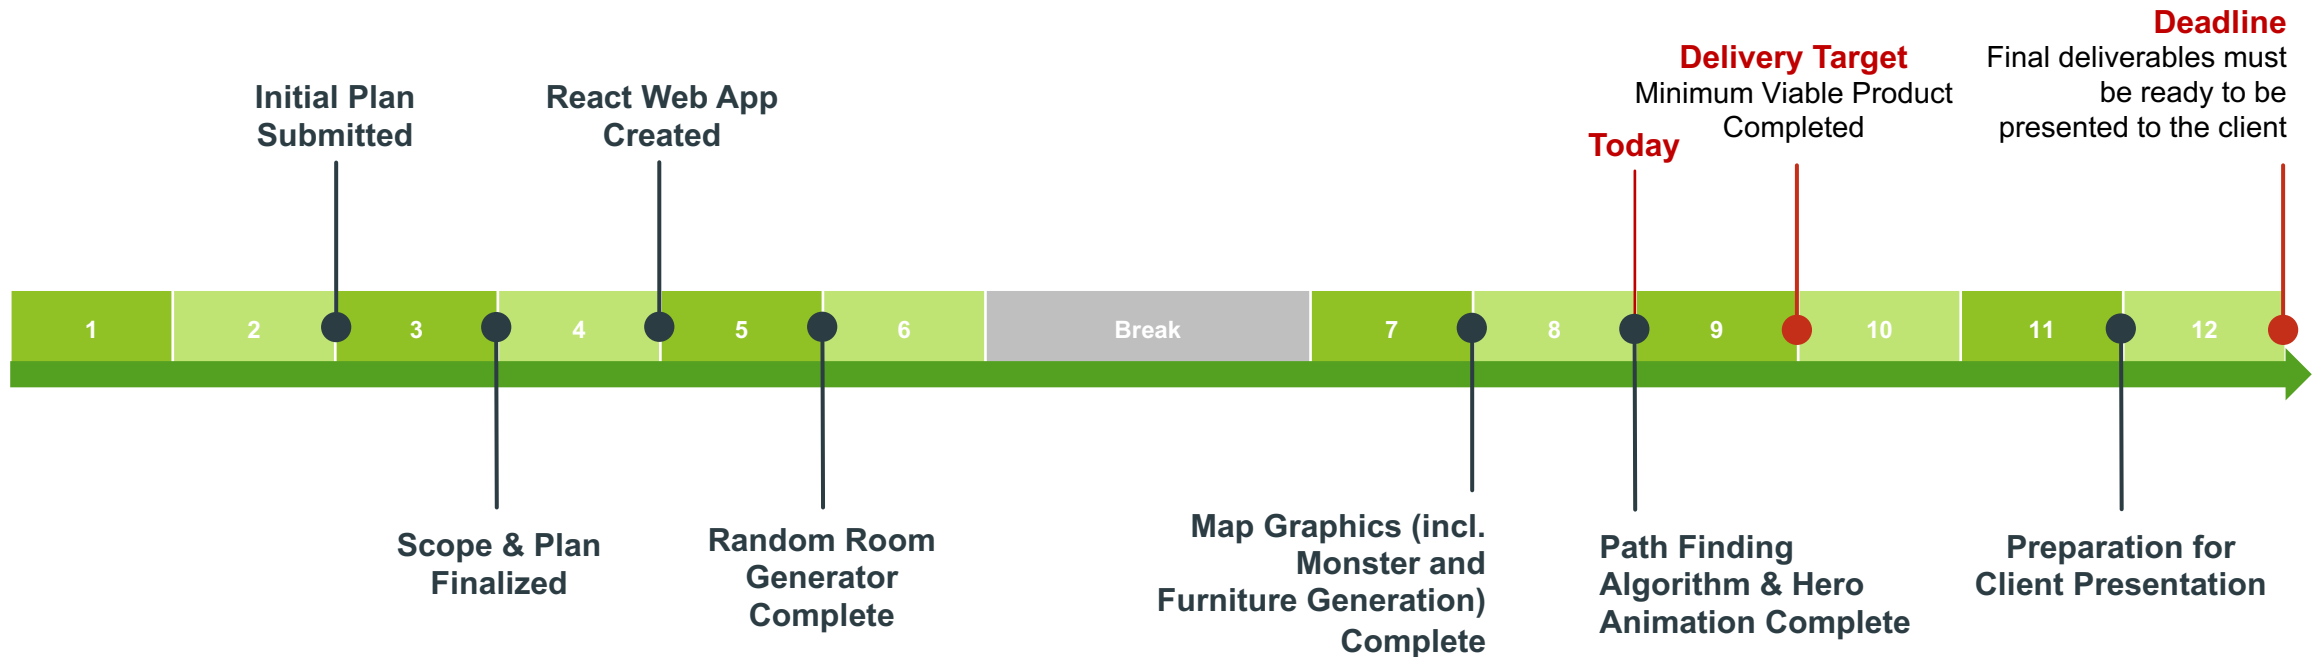 Deadline
Final deliverables must
be ready to be
presented to the client
Delivery Target
Minimum Viable Product
Completed
Today
Initial Plan
Submitted
React Web App
Created
1
2
3
4
5
6
Break
7
8
9
10
11
12
Scope & Plan
Finalized
Random Room
Generator
Complete
Map Graphics (incl.
Monster and
Furniture Generation)
Complete
Path Finding
Algorithm & Hero
Animation Complete
Preparation for
Client Presentation